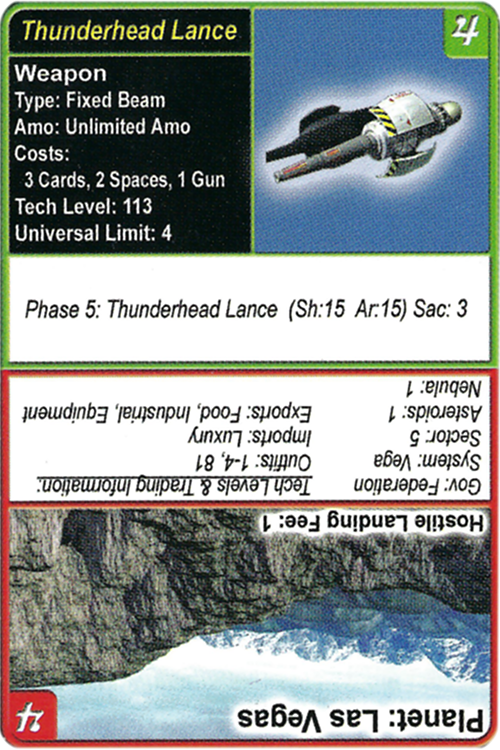 Thunderhead Lance
4
Weapon
Type: Fixed Beam
Amo: Unlimited Amo
Costs:
3 Cards, 2 Spaces, 1 Gun
Tech Level: 113
Universal Limit: 4
Phase 5: Thunderhead Lance (Sh:15 Ar:15) Sac: 3
Planet: Las Vegas
4
Hostile Landing Fee: 1
Gov: Federation
System: Vega
Sector: 5
Asteroids: 1
Nebula: 1
Tech Levels & Trading Information:
Outfits: 1-4, 81
Imports: Luxury
Exports: Food, Industrial, Equipment